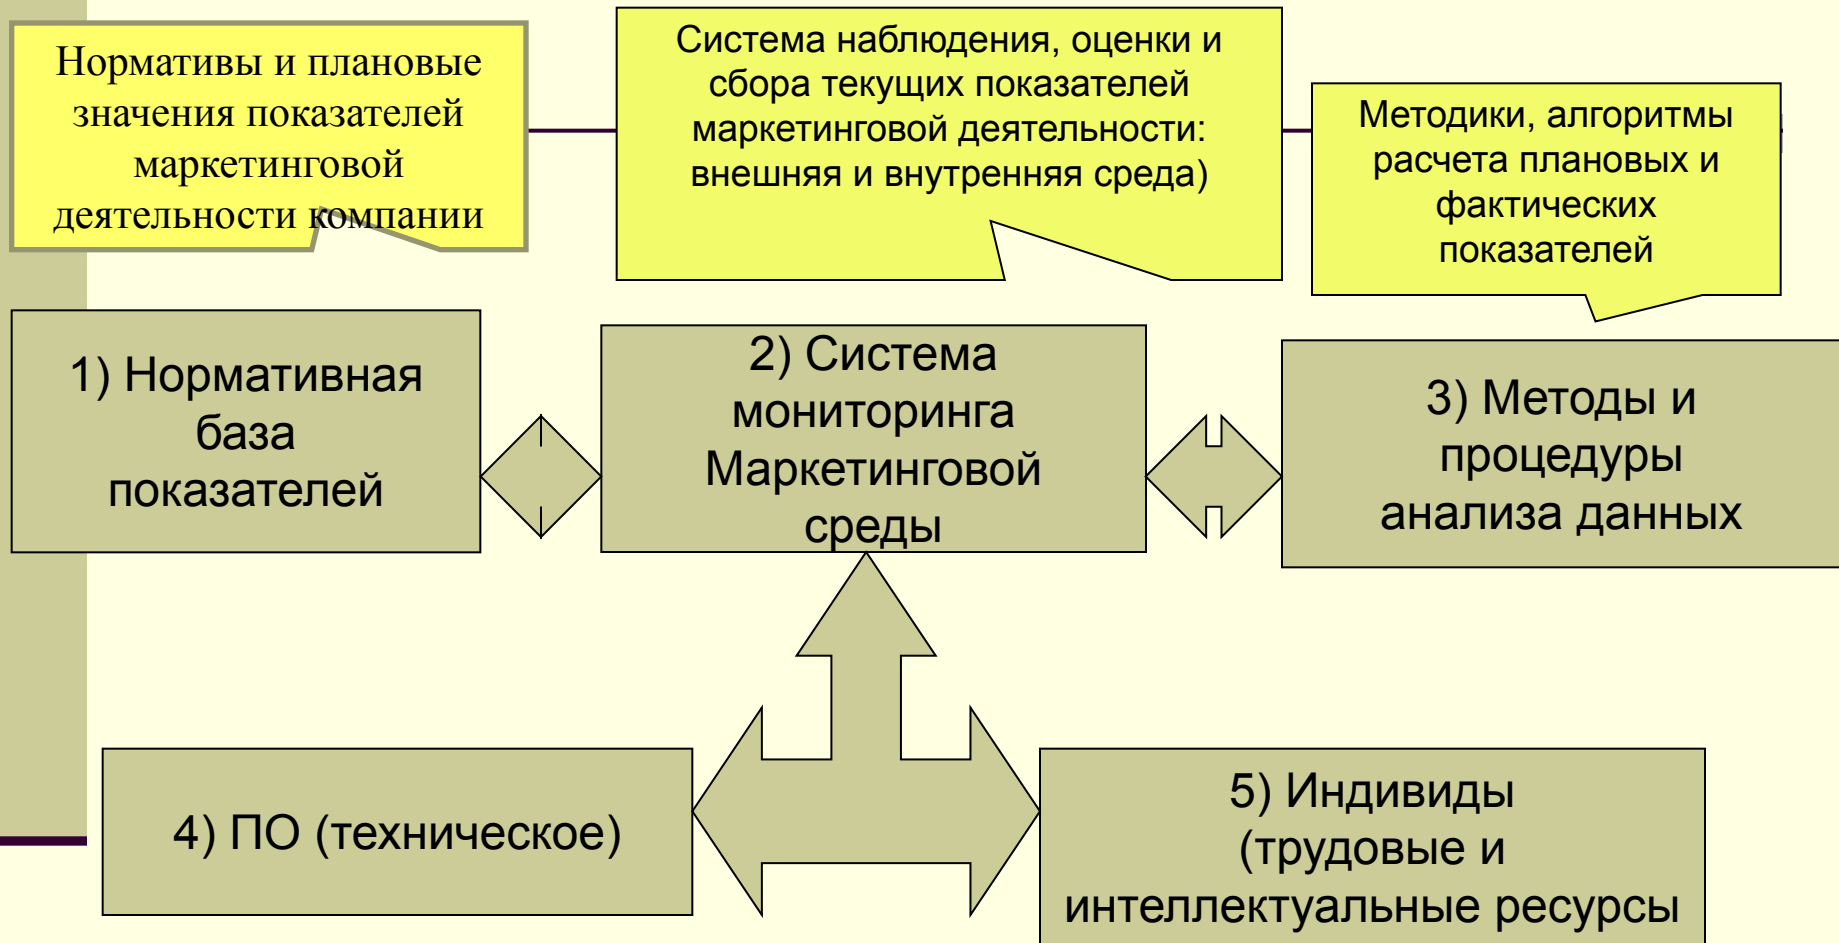 Нормативы и плановые
значения показателей
маркетинговой
деятельности компании
Система наблюдения, оценки и
сбора текущих показателей
маркетинговой деятельности:
внешняя и внутренняя среда)
Методики, алгоритмы
расчета плановых и
фактических
показателей
1) Нормативная
база
показателей
2) Система
мониторинга
Маркетинговой
среды
3) Методы и
процедуры
анализа данных
4) ПО (техническое)
5) Индивиды
(трудовые и
интеллектуальные ресурсы